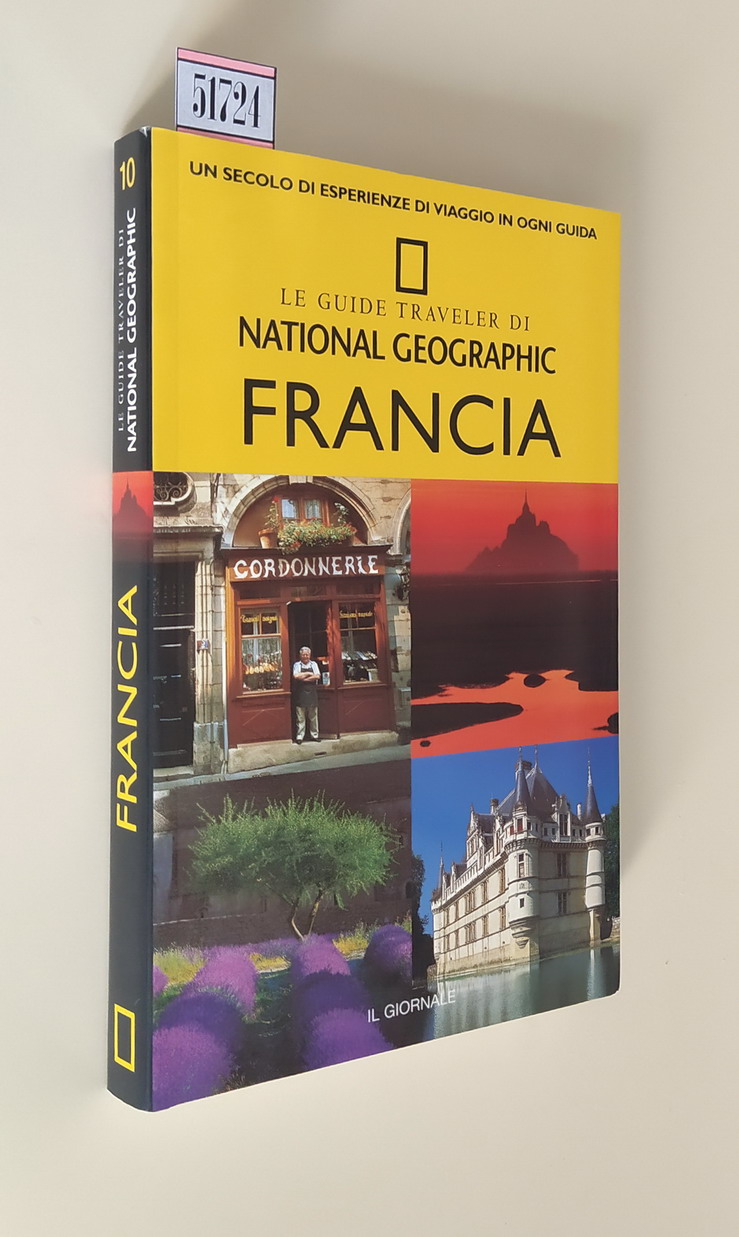 51724
UN SECOLO DI ESPERIENZE DI VIAGGIO IN OGNI GUIDA
LE GUIDE TRAVELER DI
NATIONAL GEOGRAPHIC
FRANCIA
CORDONNERIE
IL GIORNALE
10
LE GUIDE TRAVELER DI
NATIONAL GEOGRAPHIC
FRANCIA